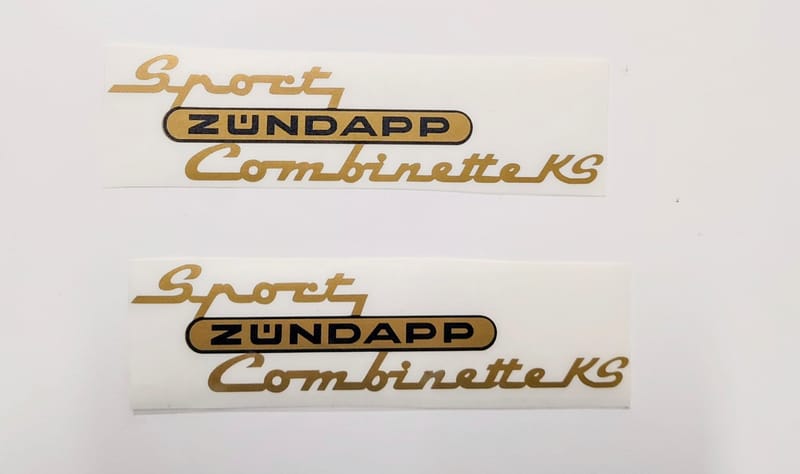 Sport
ZÜNDAPP
Combinette KS
Sport
ZÜNDAPP
Combinette KS